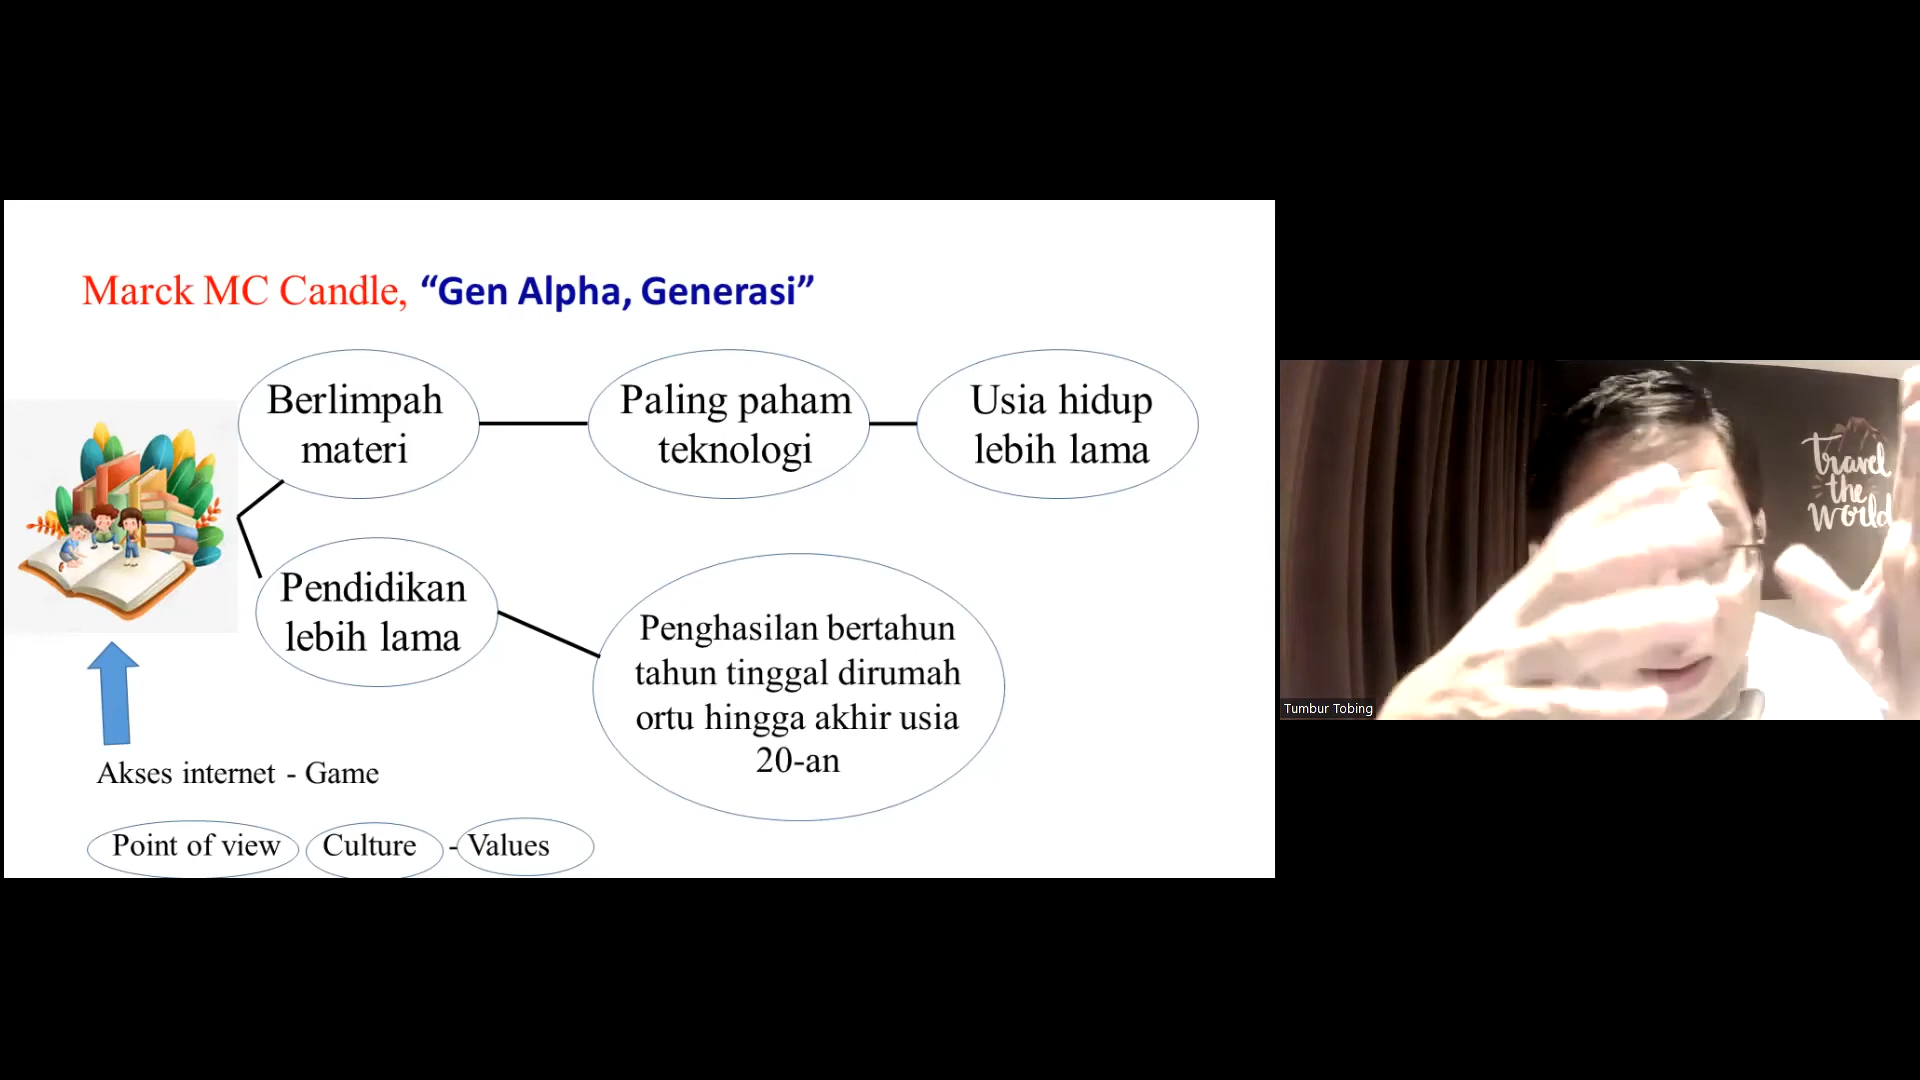 Marck MC Candle, “Gen Alpha, Generasi”
Berlimpah
materi
Paling paham
teknologi
Usia hidup
lebih lama
Pendidikan
lebih lama
Penghasilan bertahun
tahun tinggal dirumah
ortu hingga akhir usia
20-an
Akses internet - Game
Point of view Culture - Values
travel
the
world
Tumbur Tobing